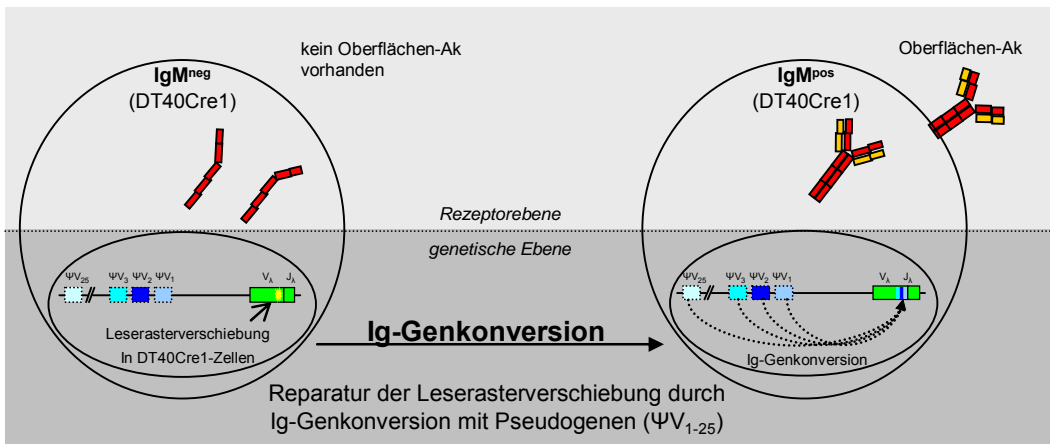 kein Oberflächen-Ak
vorhanden
IgMneg
(DT40Cre1)
Oberflächen-Ak
IgMpos
(DT40Cre1)
Rezeptorebene
genetische Ebene
ΨV25 ΨV3 ΨV2 ΨV1 Vλ Jλ
Leserasterverschiebung
In DT40Cre1-Zellen
Ig-Genkonversion
ΨV25 ΨV3 ΨV2 ΨV1 Vλ Jλ
Ig-Genkonversion
Reparatur der Leserasterverschiebung durch
Ig-Genkonversion mit Pseudogenen (ΨV1-25)